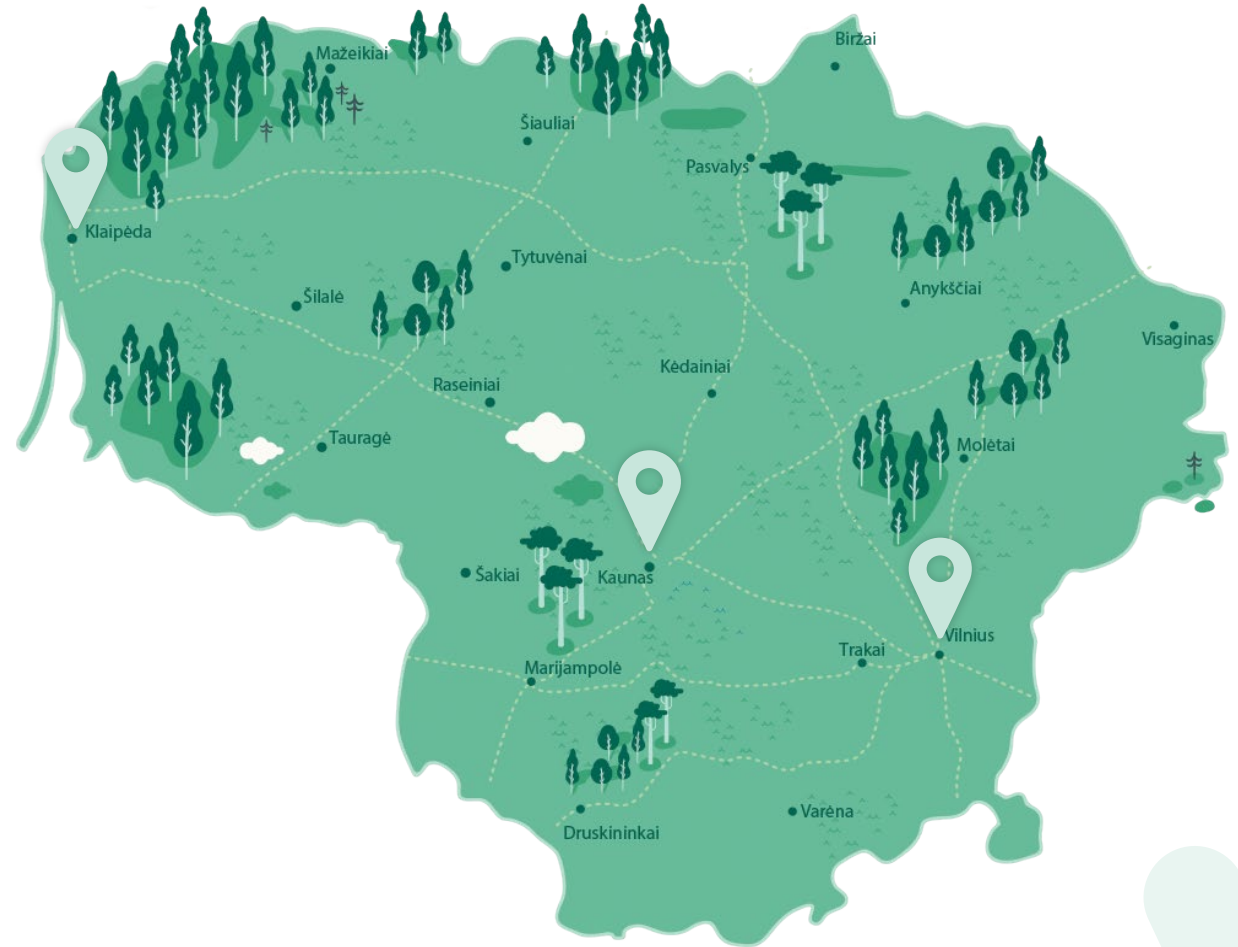 Biržai
Mažeikiai
Šiauliai
Pasvalys
Klaipėda
Tytuvėnai
Anykščiai
Šilalė
Visaginas
Kėdainiai
Raseiniai
Tauragė
Molėtai
Šakiai
Kaunas
Vilnius
Trakai
Marijampolė
Varėna
Druskininkai